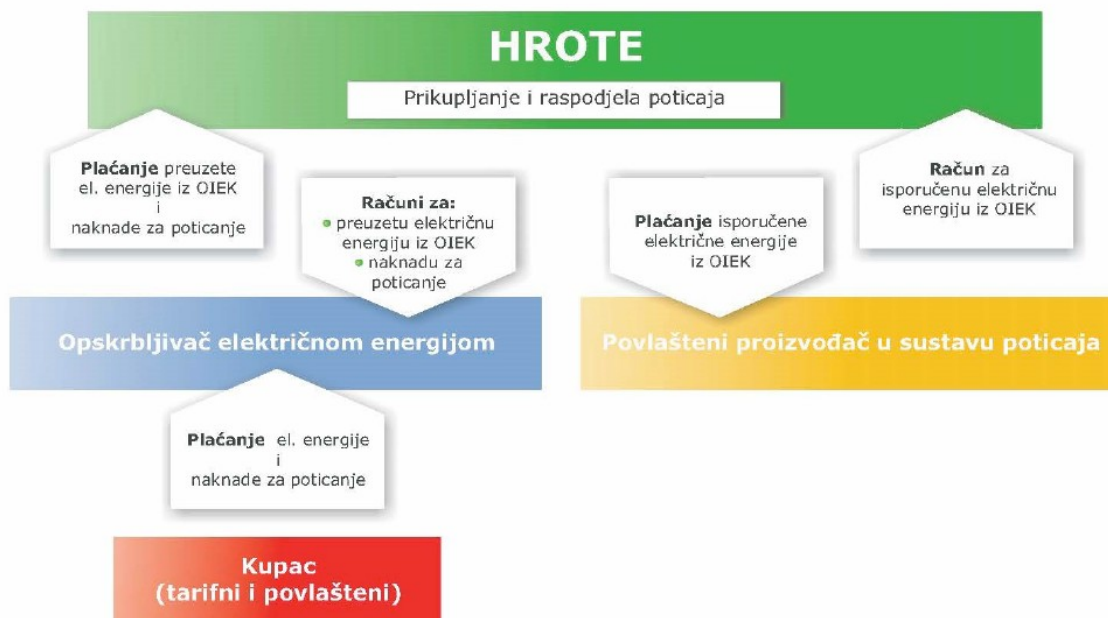 HROTE
Prikupljanje i raspodjela poticaja
Plaćanje preuzete
el. energije iz OIEK
i
naknade za poticanje
Računi za:
preuzetu električnu
energiju iz OIEK
naknadu za
poticanje
Plaćanje isporučene
električne energije
iz OIEK
Račun za
isporučenu električnu
energiju iz OIEK
Opskrbljivač električnom energijom
Povlašteni proizvođač u sustavu poticaja
Plaćanje el. energije
i
naknade za poticanje
Kupac
(tarifni i povlašteni)